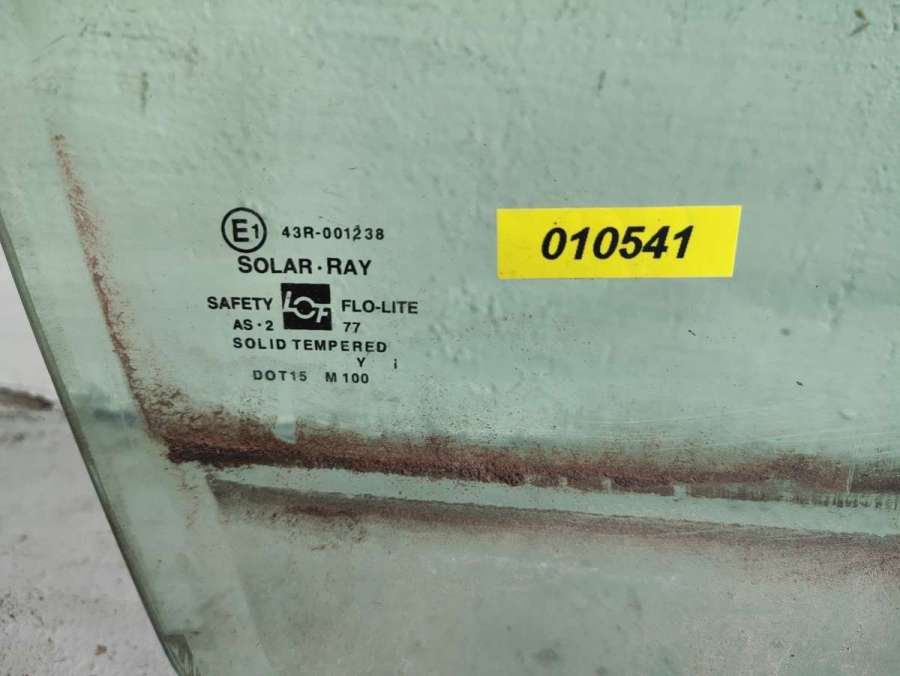 E1 43R-001238
SOLAR·RAY
SAFETY LOF FLO-LITE
AS·2 77
SOLID TEMPERED
Y i
DOT15 M100
010541